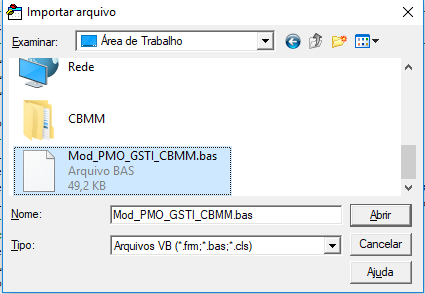 Importar arquivo
Examinar:
Área de Trabalho
Rede
CBMM
Mod_PMO_GSTI_CBMM.bas
Arquivo BAS
49,2 KB
Nome:
Mod_PMO_GSTI_CBMM.bas
Abrir
Tipo:
Arquivos VB (*.frm;*.bas;*.cls)
Cancelar
Ajuda